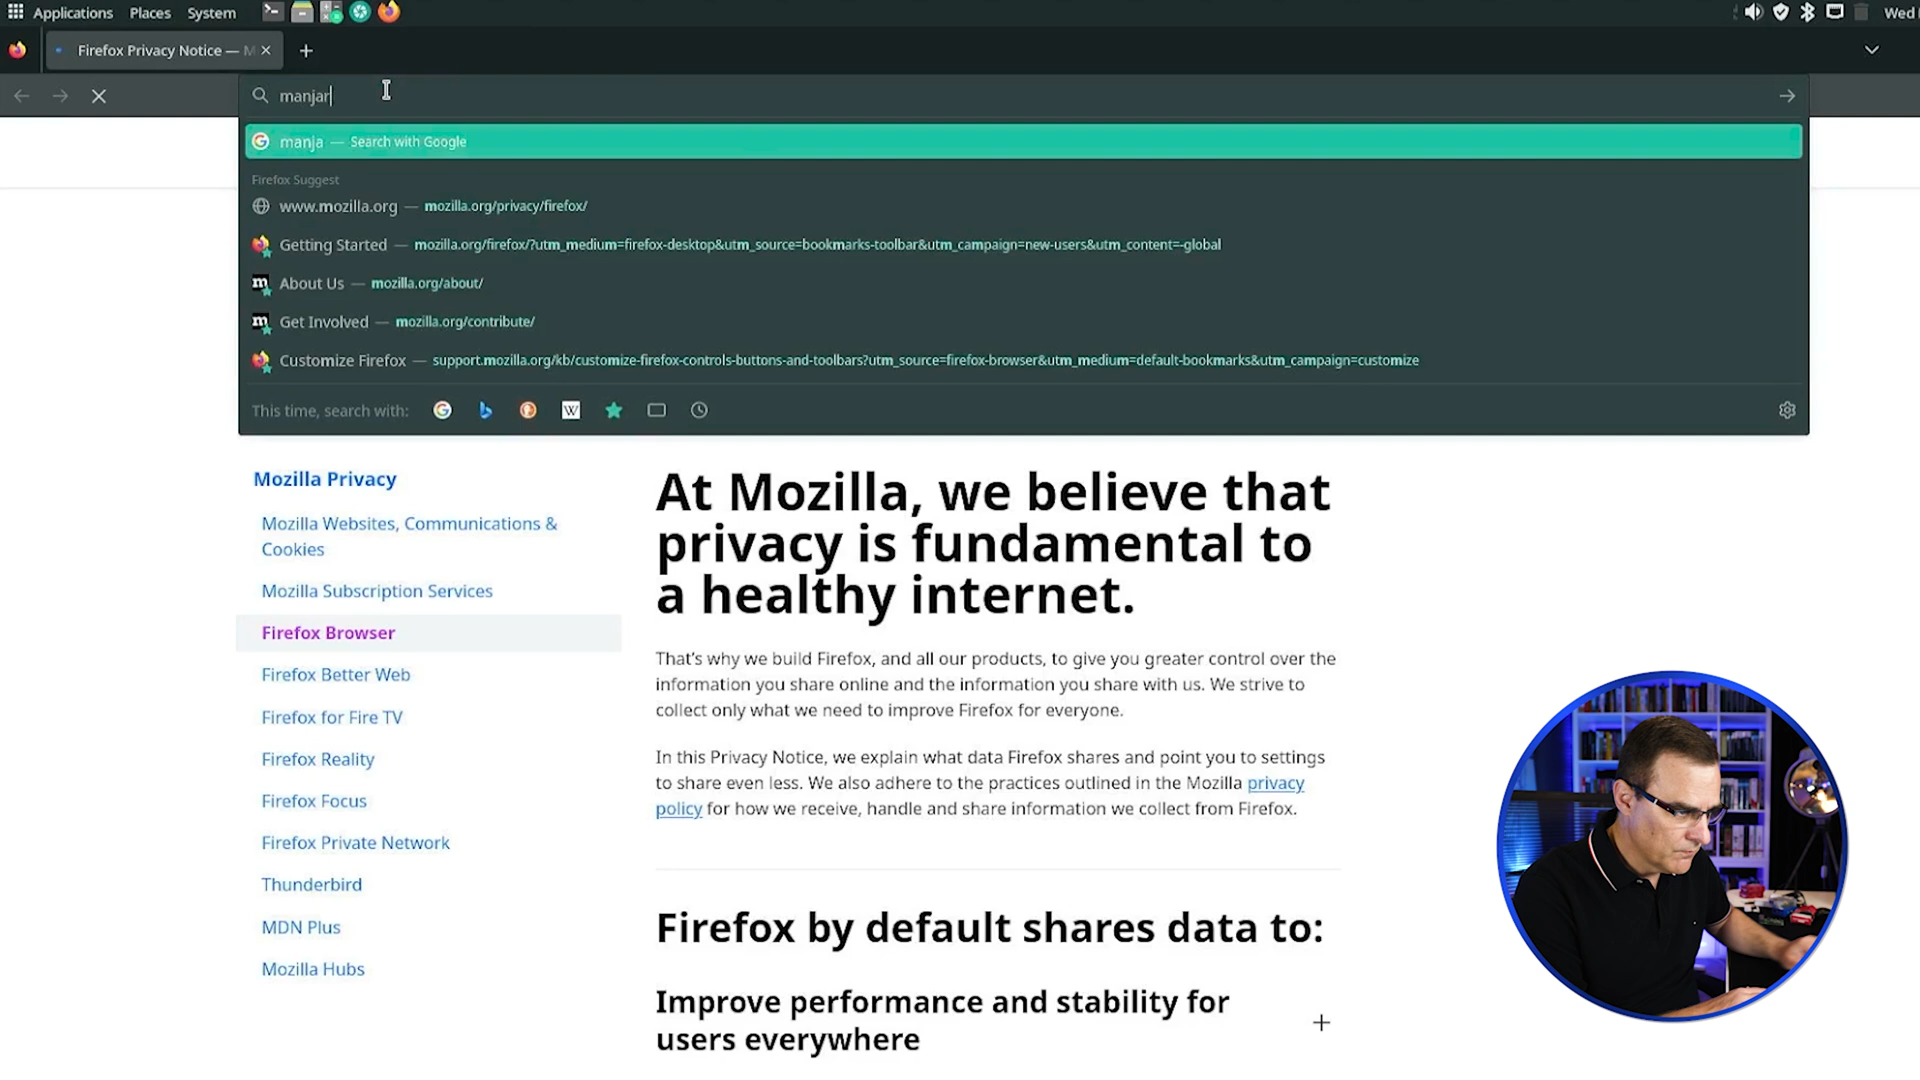 Applications Places System
Wed
Firefox Privacy Notice — M
manjar
manja — Search with Google
Firefox Suggest
www.mozilla.org — mozilla.org/privacy/firefox/
Getting Started — mozilla.org/firefox/?utm_medium=firefox-desktop&utm_source=bookmarks-toolbar&utm_campaign=new-users&utm_content=-global
About Us — mozilla.org/about/
Get Involved — mozilla.org/contribute/
Customize Firefox — support.mozilla.org/kb/customize-firefox-controls-buttons-and-toolbars?utm_source=firefox-browser&utm_medium=default-bookmarks&utm_campaign=customize
This time, search with:
Mozilla Privacy
Mozilla Websites, Communications &
Cookies
Mozilla Subscription Services
Firefox Browser
Firefox Better Web
Firefox for Fire TV
Firefox Reality
Firefox Focus
Firefox Private Network
Thunderbird
MDN Plus
Mozilla Hubs
At Mozilla, we believe that
privacy is fundamental to
a healthy internet.
That's why we build Firefox, and all our products, to give you greater control over the
information you share online and the information you share with us. We strive to
collect only what we need to improve Firefox for everyone.
In this Privacy Notice, we explain what data Firefox shares and point you to settings
to share even less. We also adhere to the practices outlined in the Mozilla privacy
policy for how we receive, handle and share information we collect from Firefox.
Firefox by default shares data to:
Improve performance and stability for
users everywhere